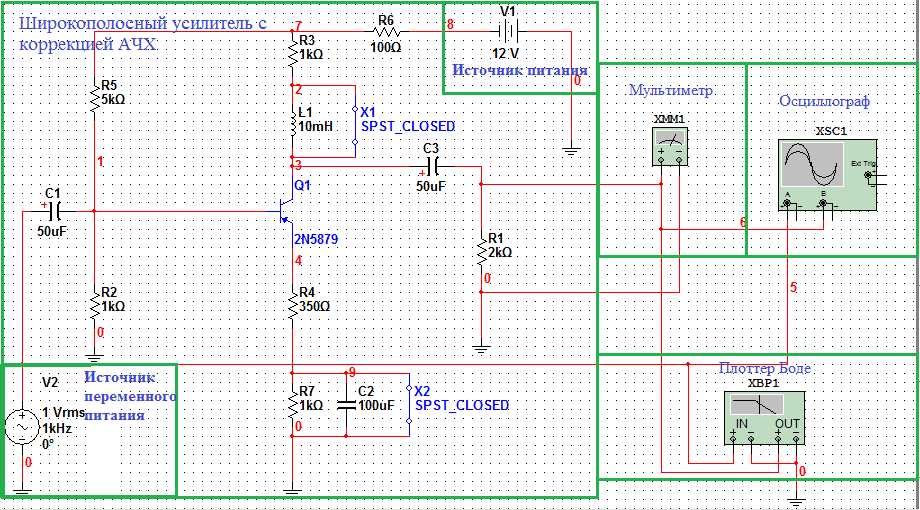 Широкополосный усилитель с
коррекцией АЧХ
7
R6
100Ω
8
V1
12 V
Источник питания
0
R3
1kΩ
R5
5kΩ
2
L1
10mH
X1
SPST_CLOSED
Мультиметр
XMM1
Осциллограф
XSC1
Ext Trig
A
B
1
3
C3
50uF
Q1
2N5879
C1
50uF
6
R1
2kΩ
0
4
5
R2
1kΩ
0
R4
350Ω
V2
1 Vrms
1kHz
0°
0
Источник
переменного
питания
9
R7
1kΩ
0
C2
100uF
X2
SPST_CLOSED
Плоттер Боде
XBP1
IN
OUT
0